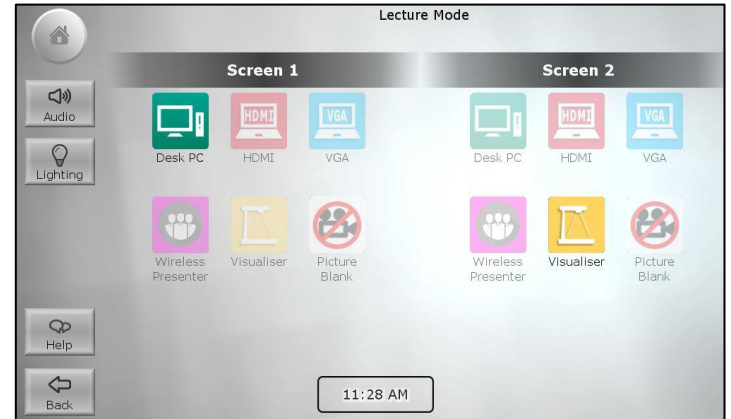 Lecture Mode
Screen 1
Screen 2
Audio
Lighting
HDMI
VGA
HDMI
VGA
Desk PC
HDMI
VGA
Desk PC
HDMI
VGA
Wireless
Presenter
Visualiser
Picture
Blank
Wireless
Presenter
Visualiser
Picture
Blank
Help
Back
11:28 AM